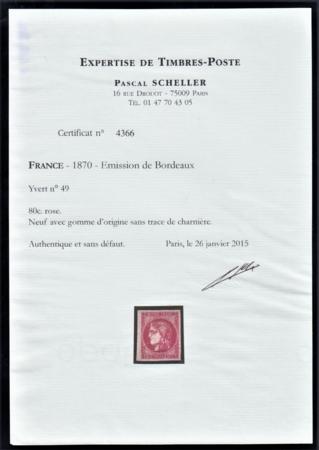 EXPERTISE DE TIMBRES-POSTE
PASCAL SCHELLER
16 RUE DROUOT - 75009 PARIS
TEL. 01 47 70 43 05
Certificat n° 4366
FRANCE - 1870 - Emission de Bordeaux
Yvert n° 49
80c. rose.
Neuf avec gomme d'origine sans trace de charnière.
Authentique et sans défaut. Paris, le 26 janvier 2015